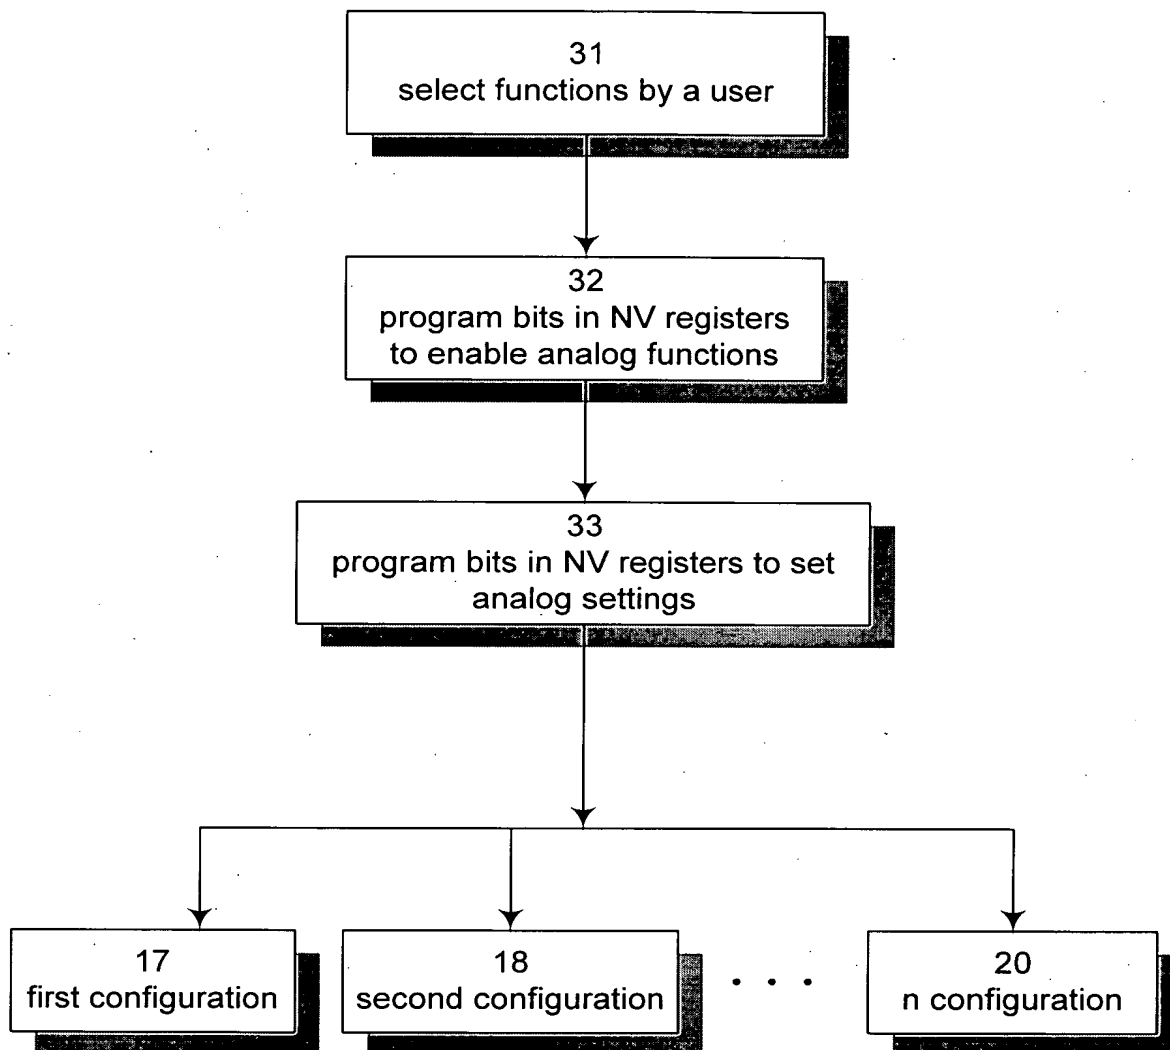 31
select functions by a user
32
program bits in NV registers
to enable analog functions
33
program bits in NV registers to set
analog settings
17
first configuration
18
second configuration
. . .
20
n configuration